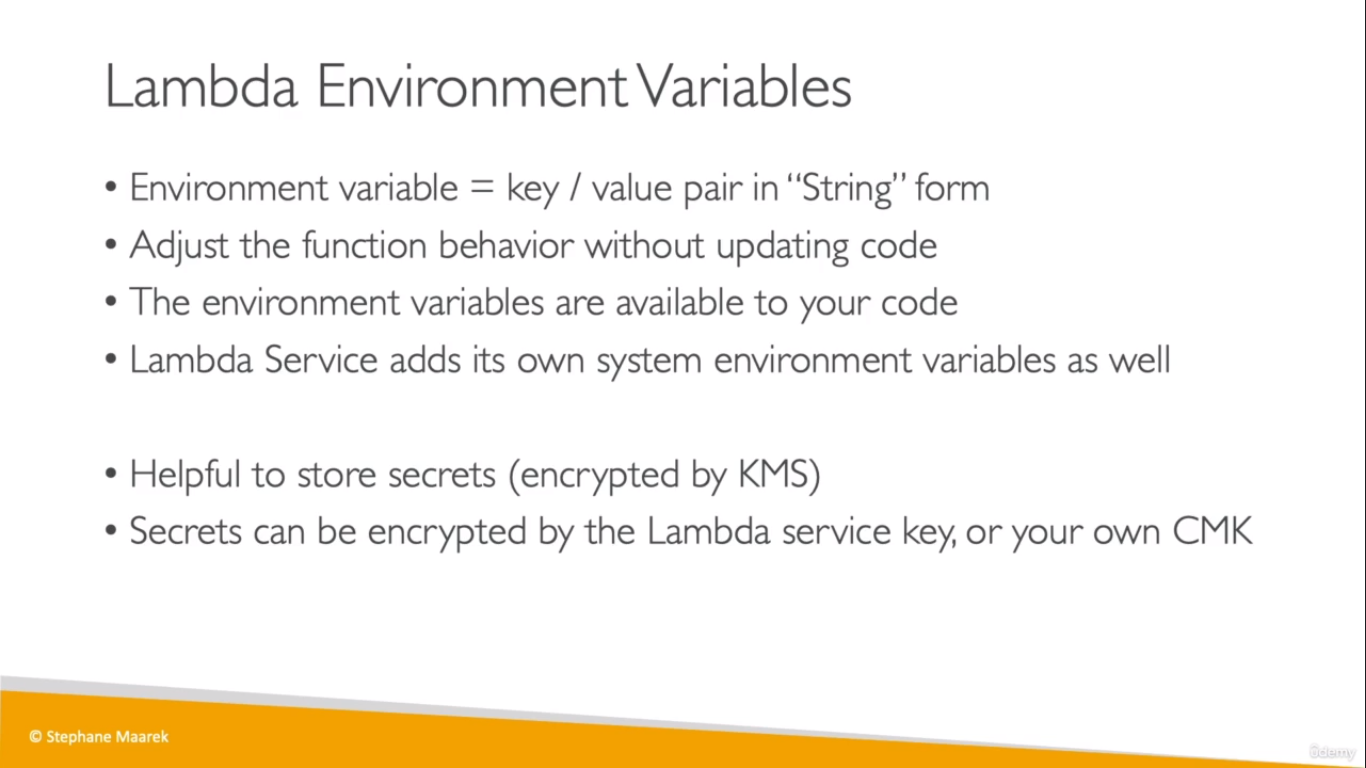 Lambda Environment Variables
• Environment variable = key / value pair in “String” form
• Adjust the function behavior without updating code
• The environment variables are available to your code
• Lambda Service adds its own system environment variables as well
• Helpful to store secrets (encrypted by KMS)
• Secrets can be encrypted by the Lambda service key, or your own CMK
© Stephane Maarek
ûdemy